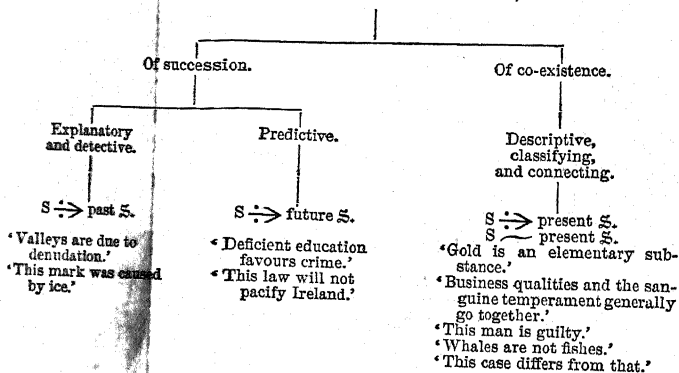 Of succession.
Of co-existence.
Explanatory
and detective.
Predictive.
Descriptive,
classifying,
and connecting.
S ⸓> past S.
S ⸓> future S.
S ⸓> present S.
S ~ present S.
‘Valleys are due to
denudation.’
‘This mark was caused
by ice.’
‘Deficient education
favours crime.’
‘This law will not
pacify Ireland.’
‘Gold is an elementary sub-
stance.’
‘Business qualities and the san-
guine temperament generally
go together.’
‘This man is guilty.’
‘Whales are not fishes.’
‘This case differs from that.’